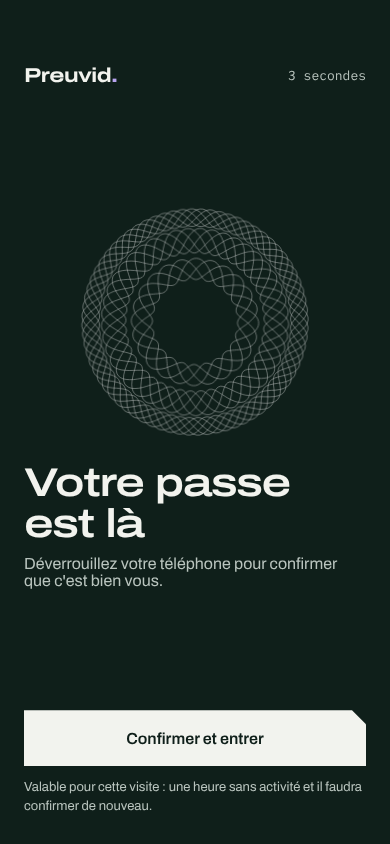 Preuvid.
3 secondes
Votre passe
est là
Déverrouillez votre téléphone pour confirmer
que c'est bien vous.
Confirmer et entrer
Valable pour cette visite : une heure sans activité et il faudra
confirmer de nouveau.